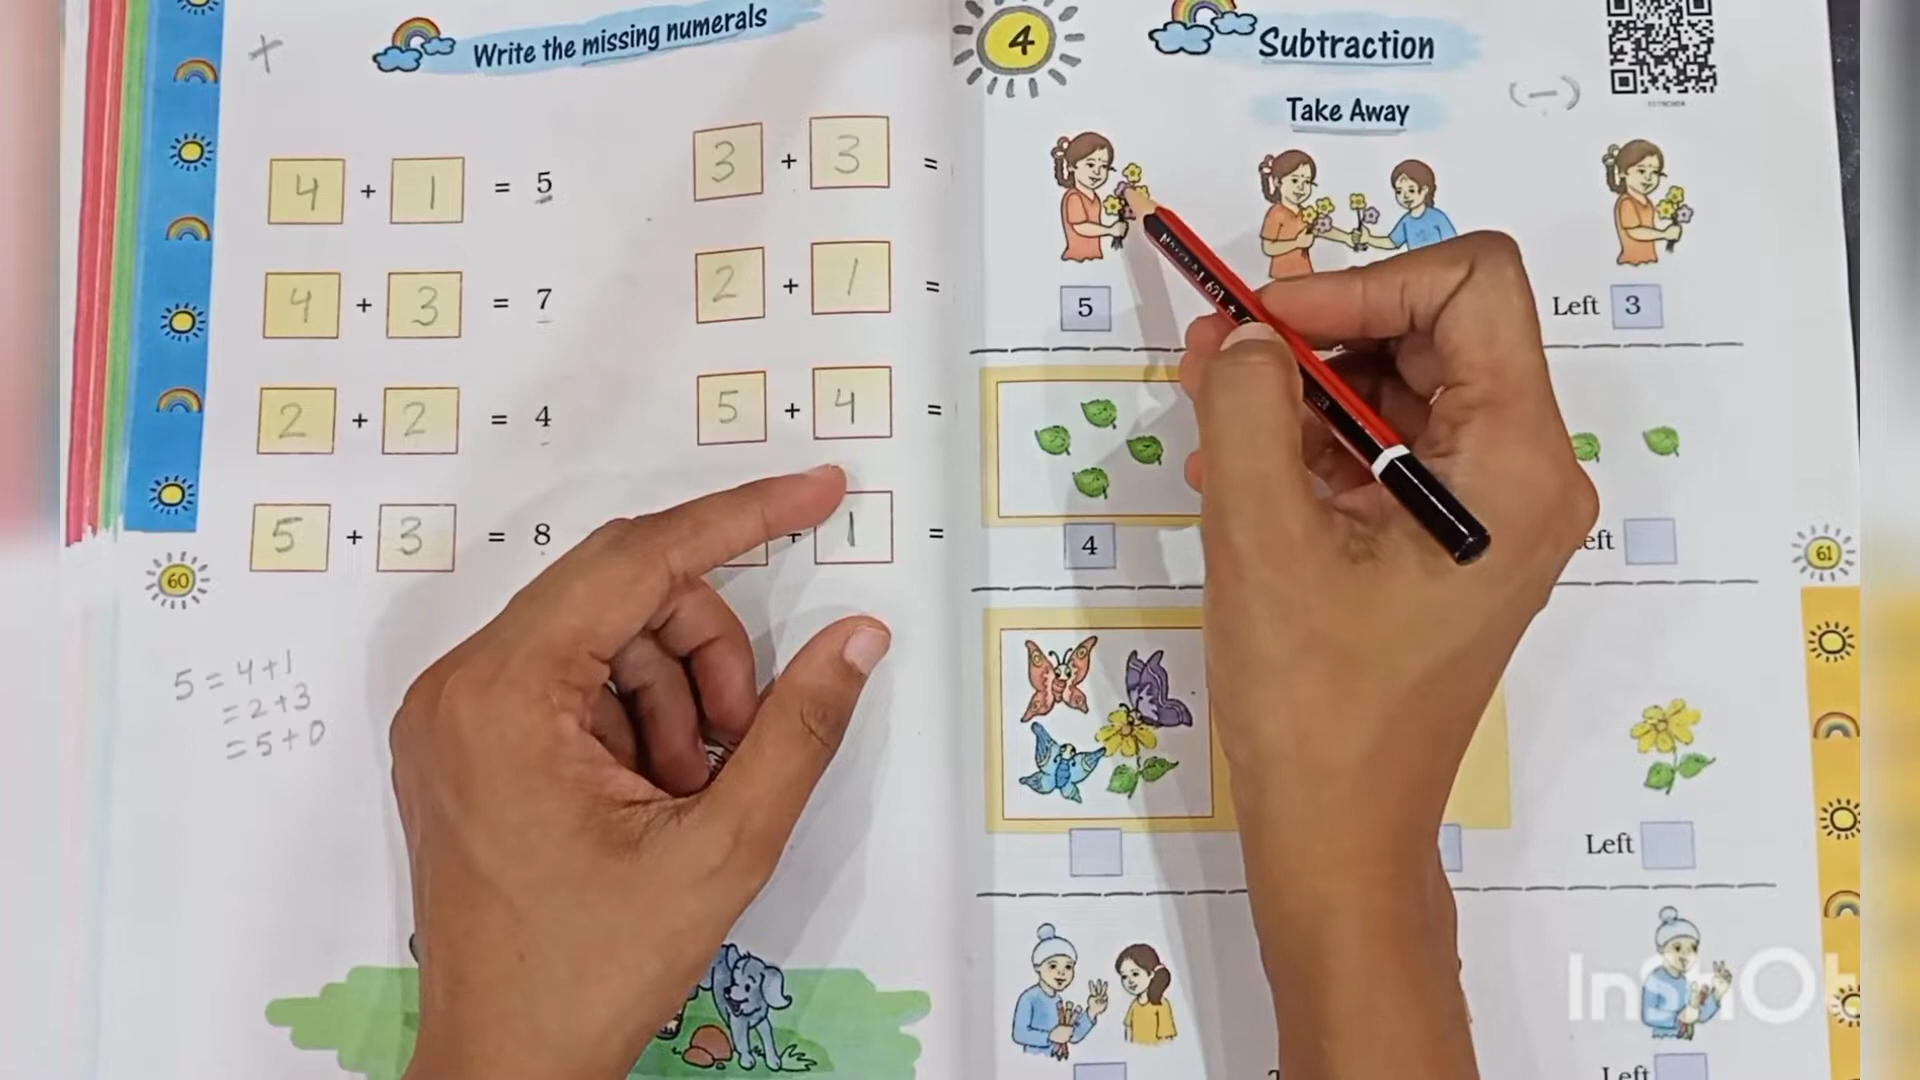 +
Write the missing numerals
4 + 1 = 5
4 + 3 = 7
2 + 2 = 4
5 + 3 = 8
3 + 3 =
2 + 1 =
5 + 4 =
+ 1 =
60
5 = 4+1
= 2+3
= 5+0
4
Subtraction
(-)
Take Away
5
Left 3
4
Left
61
Left
Left
InShOt